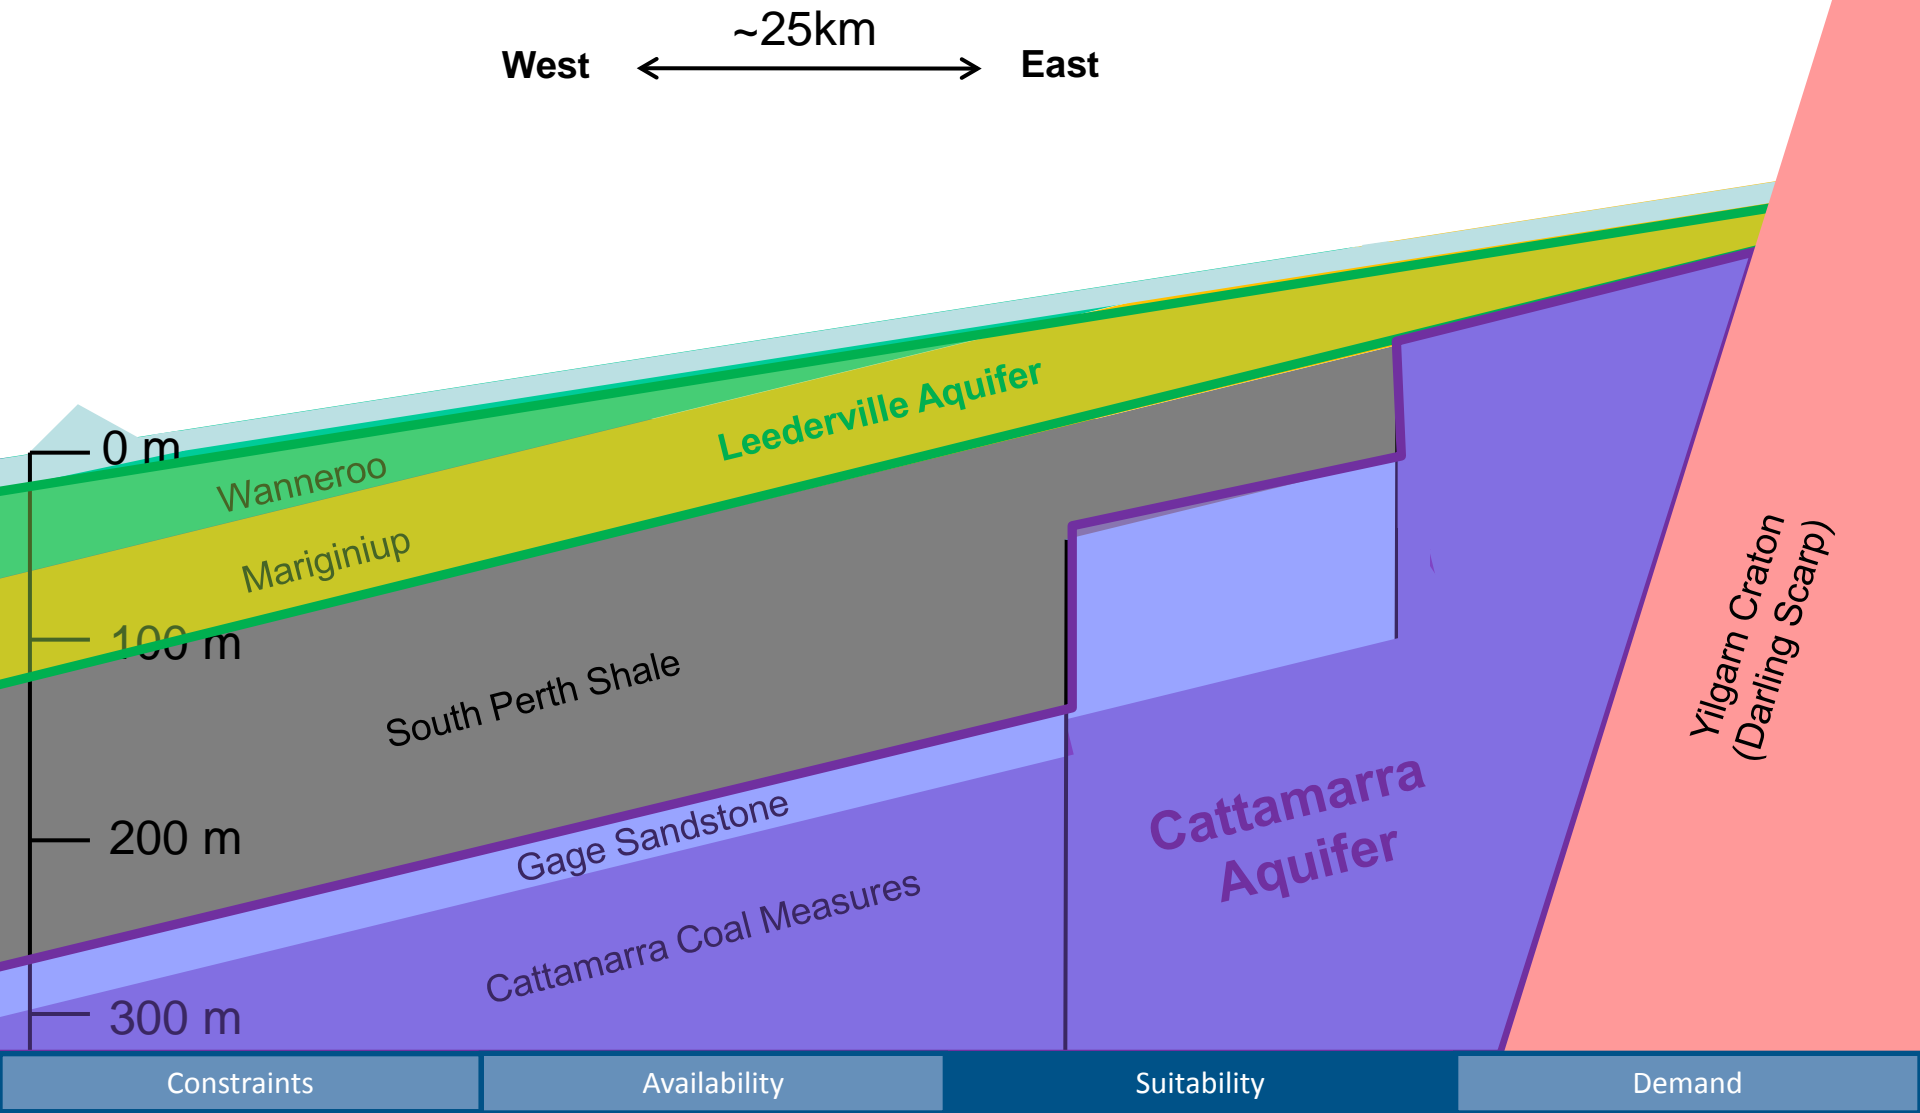 ~25km
West
East
0 m
Wanneroo
Leederville Aquifer
Mariginiup
100 m
South Perth Shale
Yilgarn Craton
(Darling Scarp)
200 m
Gage Sandstone
Cattamarra
Aquifer
Cattamarra Coal Measures
300 m
Constraints
Availability
Suitability
Demand